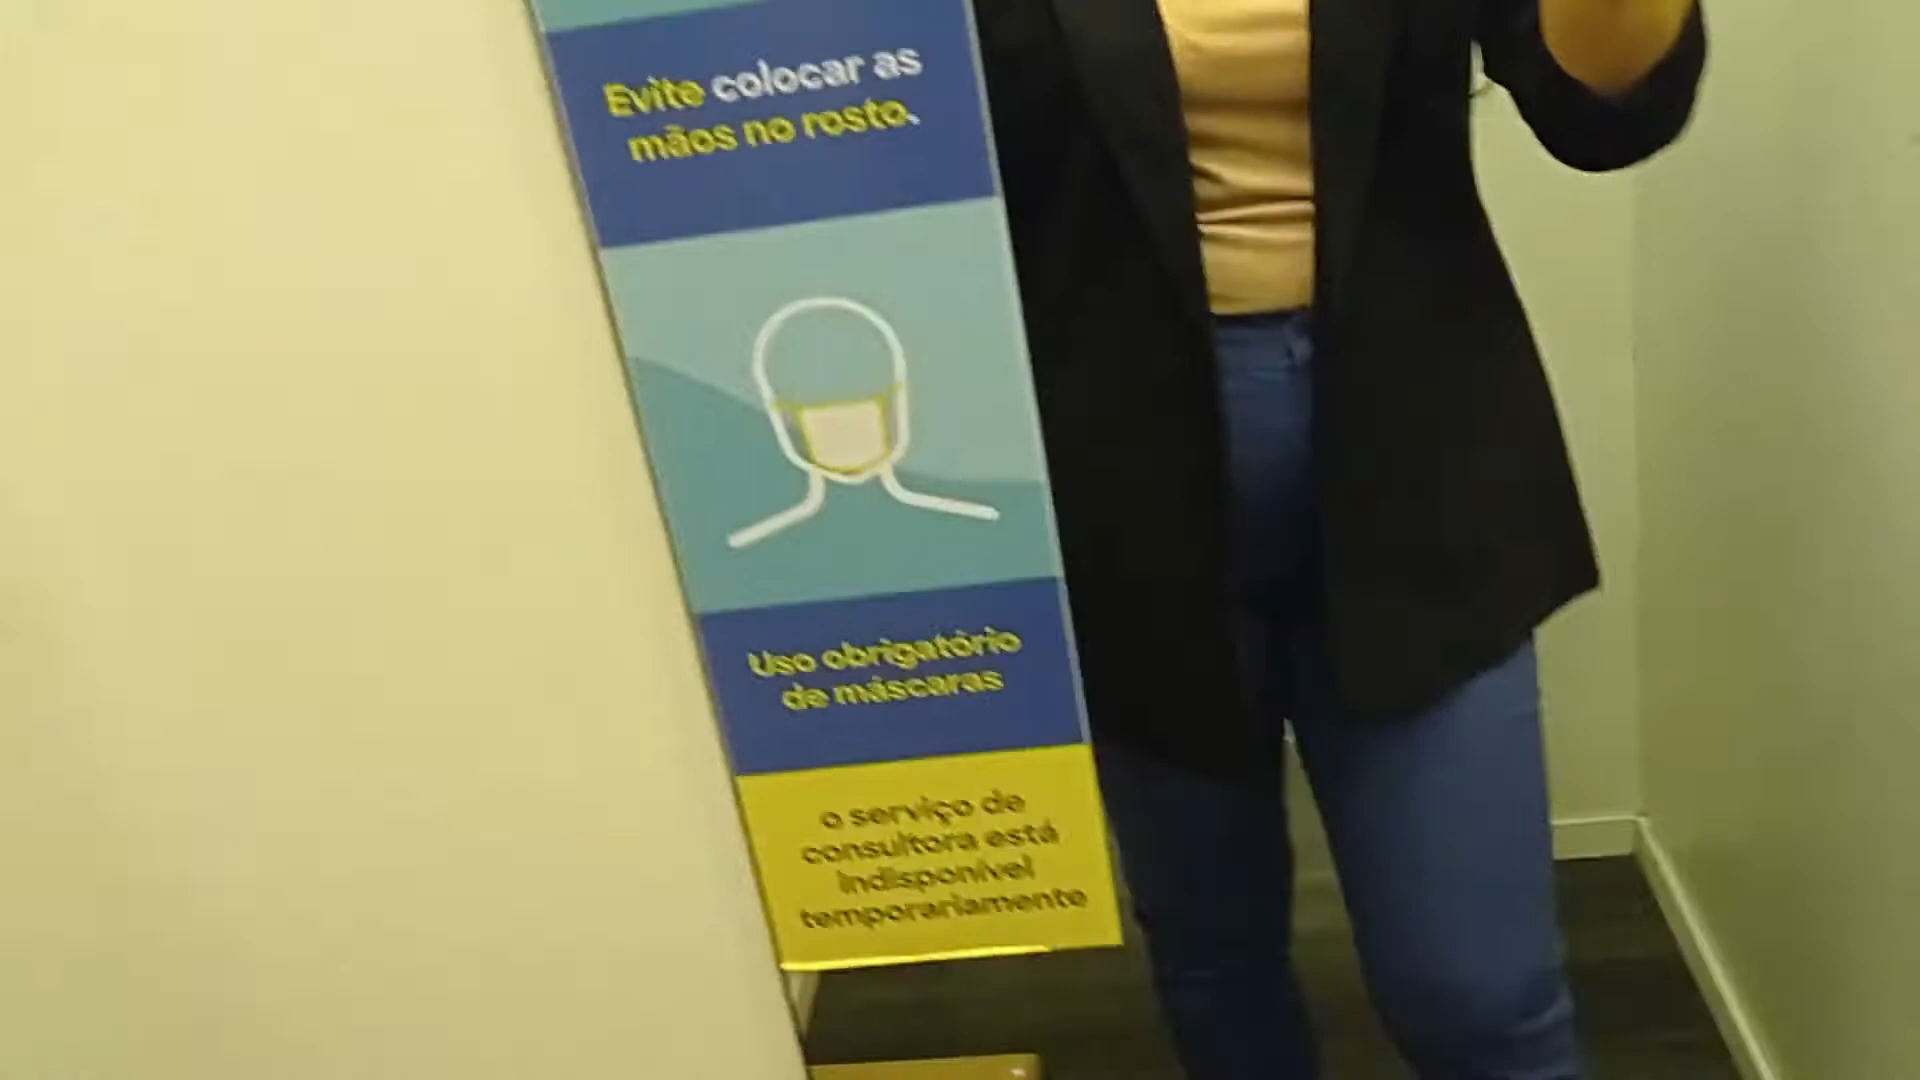 Evite colocar as
mãos no rosto.
Uso obrigatório
de máscaras
o serviço de
consultora está
indisponível
temporariamente